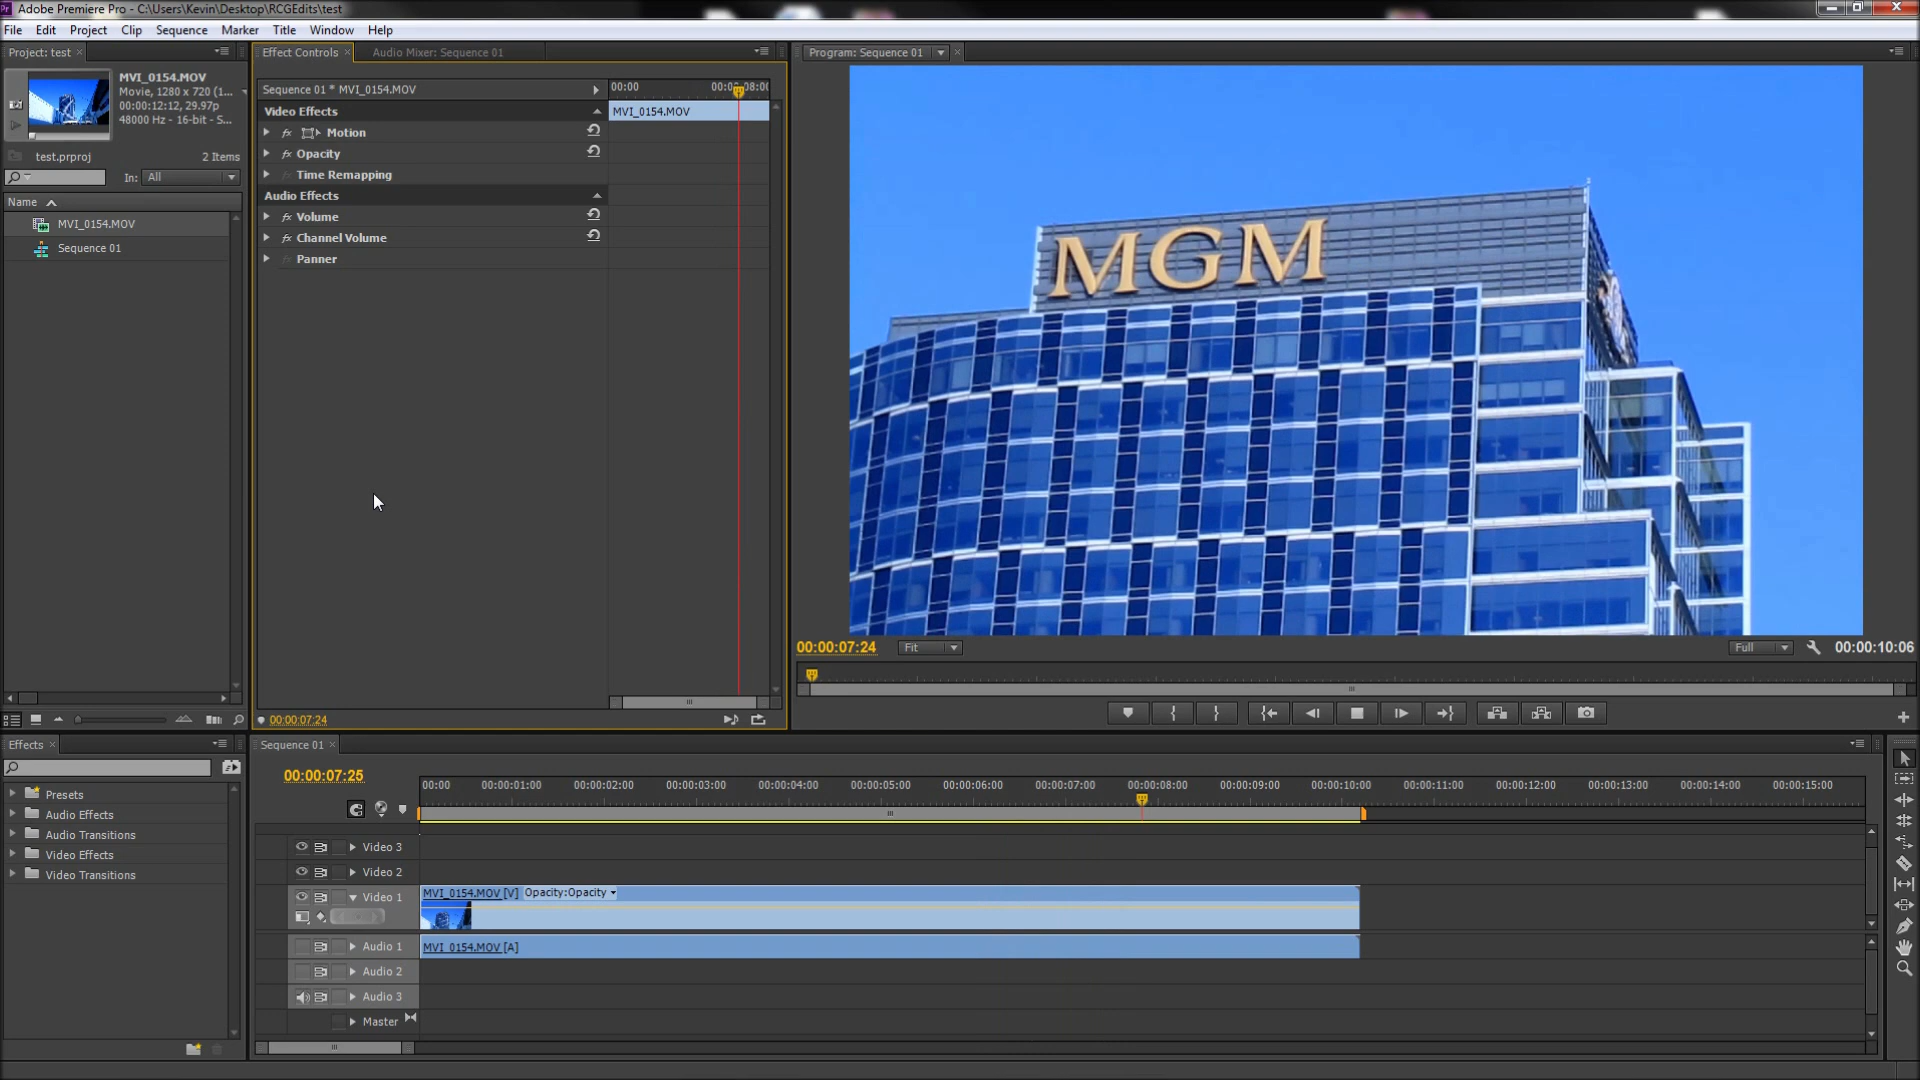 Adobe Premiere Pro - C:\Users\Kevin\Desktop\RCGEdits\test
File Edit Project Clip Sequence Marker Title Window Help
Project: test
MVI_0154.MOV
Movie, 1280 x 720 (1...
00:00:12:12, 29.97p
48000 Hz - 16-bit - S...
test.prproj 2 Items
In: All
Name
MVI_0154.MOV
Sequence 01
Effect Controls Audio Mixer: Sequence 01
Sequence 01 * MVI_0154.MOV
00:00 00:00:08:00
Video Effects
MVI_0154.MOV
fx Motion
fx Opacity
Time Remapping
Audio Effects
fx Volume
fx Channel Volume
Panner
00:00:07:24
Program: Sequence 01
MGM
00:00:07:24 Fit Full 00:00:10:06
Effects
Presets
Audio Effects
Audio Transitions
Video Effects
Video Transitions
Sequence 01
00:00:07:25
00:00 00:00:01:00 00:00:02:00 00:00:03:00 00:00:04:00 00:00:05:00 00:00:06:00 00:00:07:00 00:00:08:00 00:00:09:00 00:00:10:00 00:00:11:00 00:00:12:00 00:00:13:00 00:00:14:00 00:00:15:00
Video 3
Video 2
Video 1
MVI_0154.MOV [V] Opacity:Opacity
Audio 1
MVI_0154.MOV [A]
Audio 2
Audio 3
Master